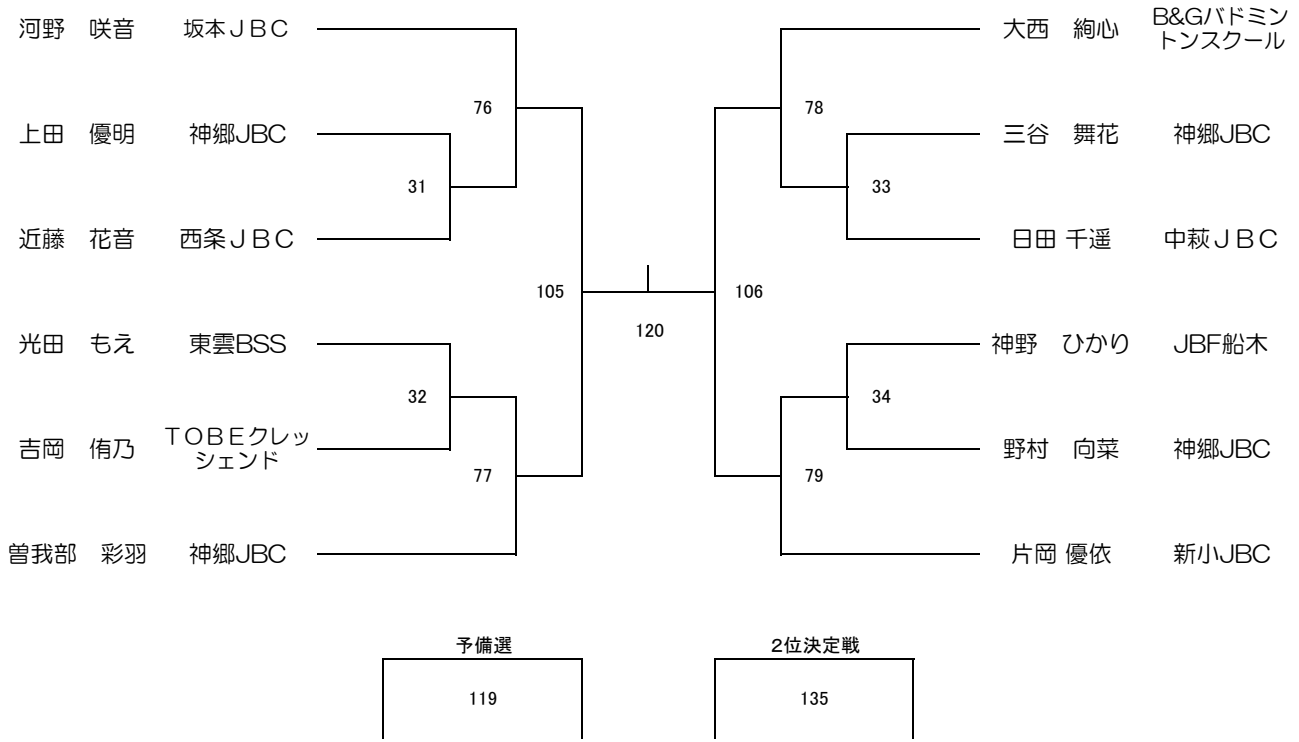 河野　咲音　坂本ＪＢＣ
76
上田　優明　神郷JBC
31
近藤　花音　西条ＪＢＣ
105
光田　もえ　東雲BSS
32
吉岡　侑乃　ＴＯＢＥクレッ
シェンド
77
曽我部　彩羽　神郷JBC
120
大西　絢心　B&Gバドミン
トンスクール
78
三谷　舞花　神郷JBC
33
日田 千遥　中萩ＪＢＣ
106
神野　ひかり　JBF船木
34
野村　向菜　神郷JBC
79
片岡 優依　新小JBC
予備選
119
2位決定戦
135